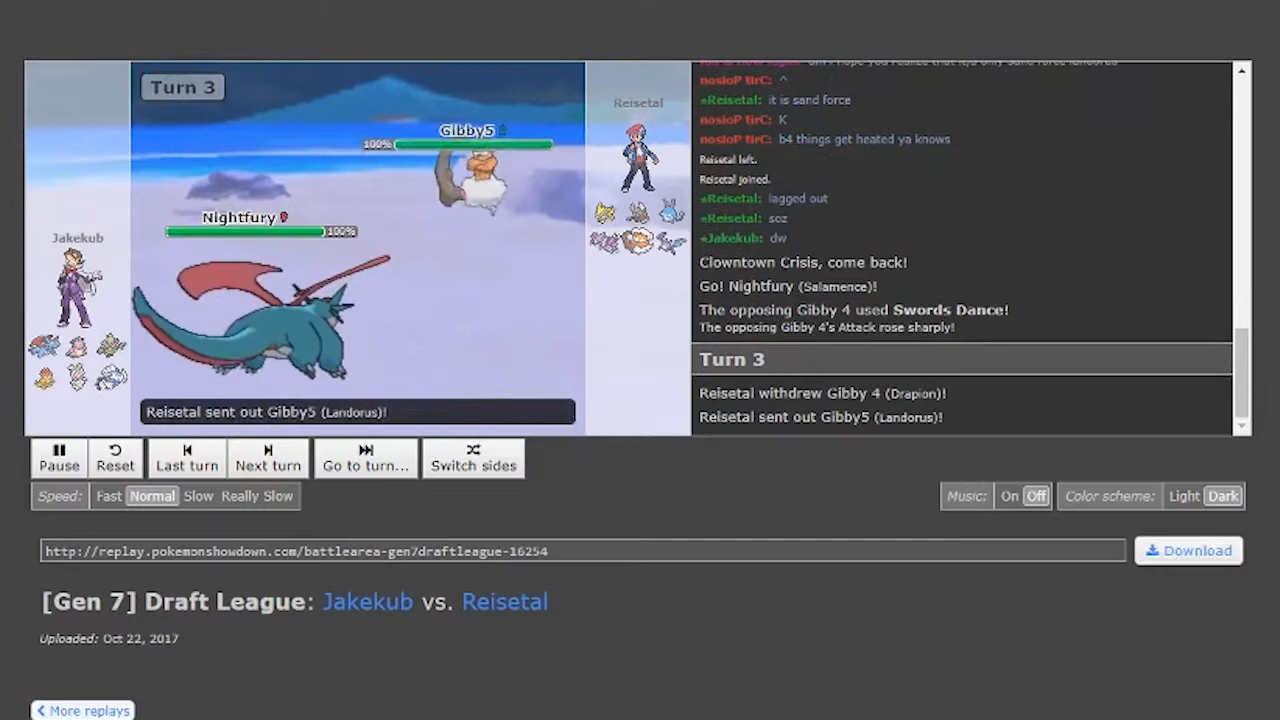 Turn 3
Gibby5
100%
Nightfury
100%
Jakekub
Reisetal
Reisetal sent out Gibby5 (Landorus)!
nosioP tirC: ^
☆Reisetal: it is sand force
nosioP tirC: K
nosioP tirC: b4 things get heated ya knows
Reisetal left.
Reisetal joined.
☆Reisetal: lagged out
☆Reisetal: soz
☆Jakekub: dw
Clowntown Crisis, come back!
Go! Nightfury (Salamence)!
The opposing Gibby 4 used Swords Dance!
The opposing Gibby 4's Attack rose sharply!
Turn 3
Reisetal withdrew Gibby 4 (Drapion)!
Reisetal sent out Gibby5 (Landorus)!
Pause Reset Last turn Next turn Go to turn... Switch sides
Speed: Fast Normal Slow Really Slow
Music: On Off Color scheme: Light Dark
http://replay.pokemonshowdown.com/battlearea-gen7draftleague-16254
Download
[Gen 7] Draft League: Jakekub vs. Reisetal
Uploaded: Oct 22, 2017
More replays